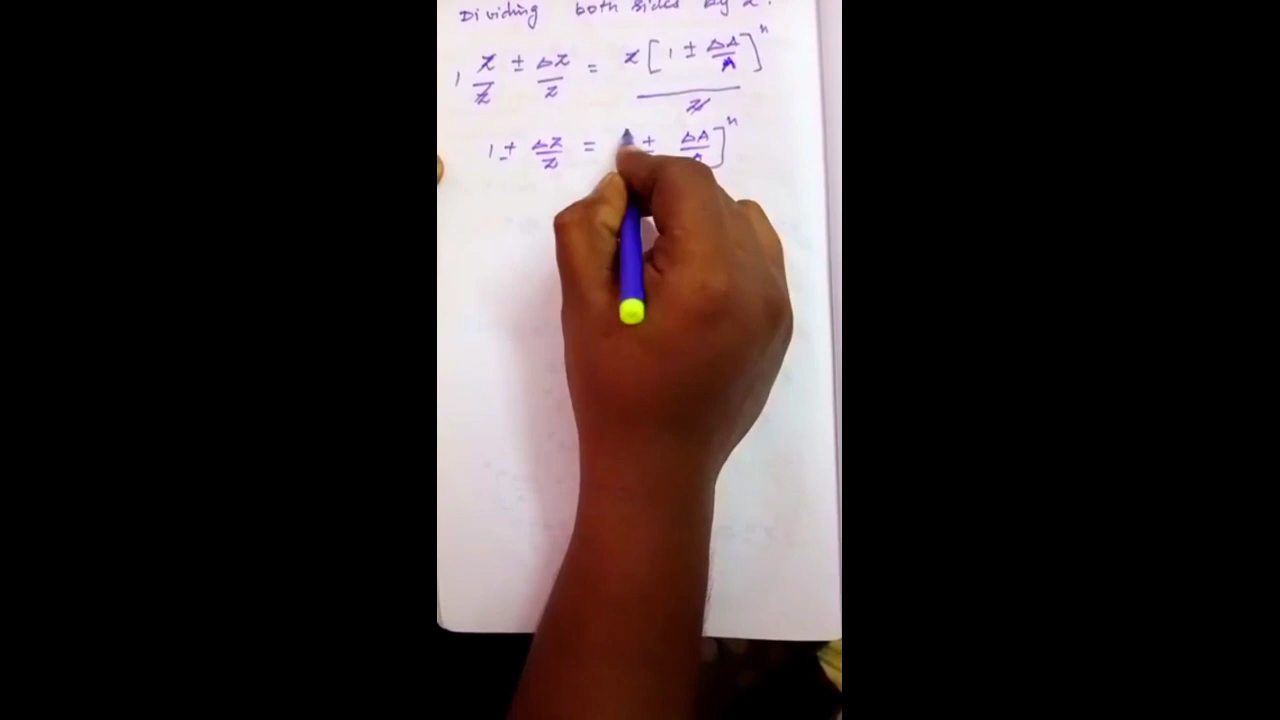 Dividing both sides by Z.
1 Z/Z ± ΔZ/Z = Z[1 ± ΔA/A]^n / Z
1 ± ΔZ/Z = ± ΔA/A]^n